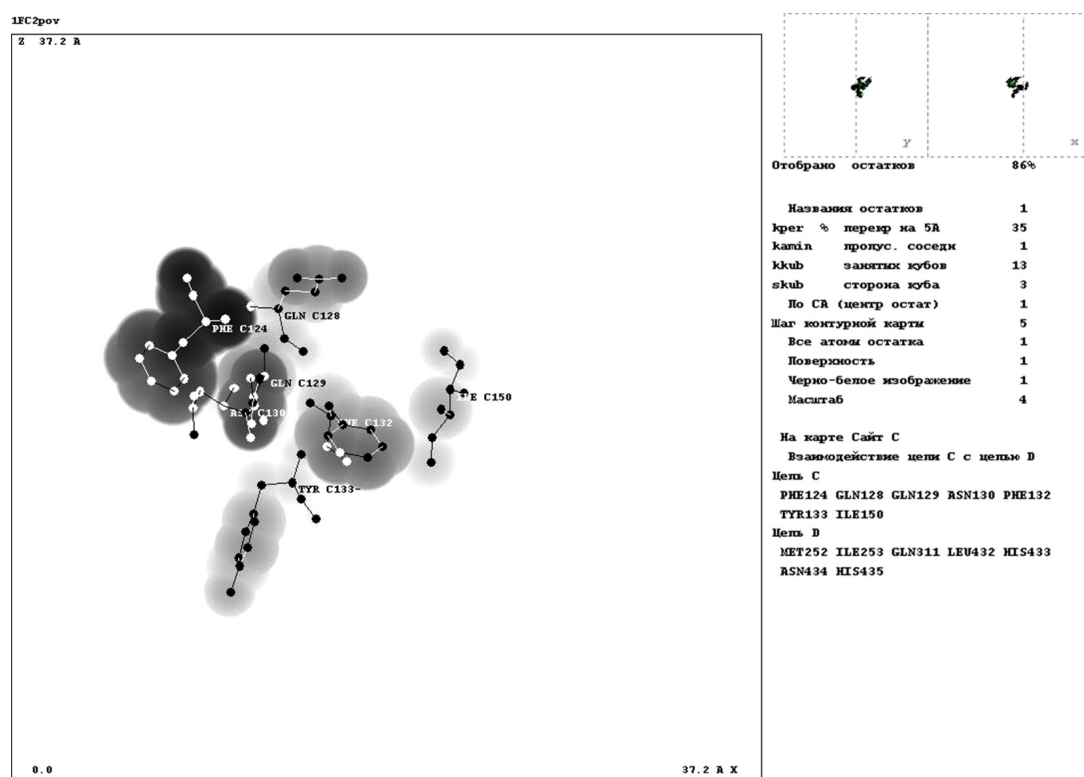 1FC2pov
Z 37.2 A
y
x
Отобрано остатков 86%
Названия остатков 1
kper % перекр на 5A 35
kamin пропус. соседи 1
kkub занятых кубов 13
skub сторона куба 3
По CA (центр остат) 1
Шаг контурной карты 5
Все атомы остатка 1
Поверхность 1
Черно-белое изображение 1
Масштаб 4
На карте Сайт C
Взаимодействие цепи C с цепью D
Цепь C
PHE124 GLN128 GLN129 ASN130 PHE132
TYR133 ILE150
Цепь D
MET252 ILE253 GLN311 LEU432 HIS433
ASN434 HIS435
GLN C128
PHE C124
GLN C129
C150
C130
C132
TYR C133-
0.0
37.2 A X